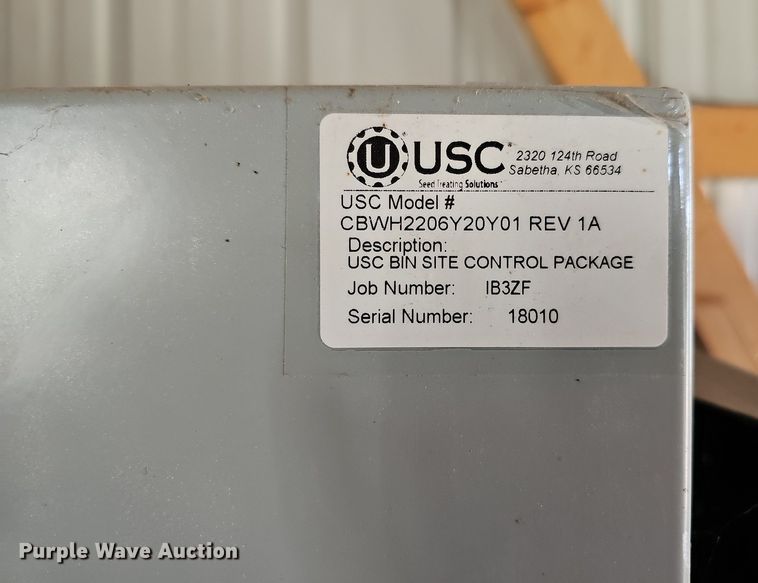 U USC
2320 124th Road
Sabetha, KS 66534
Seed Treating Solutions
USC Model #
CBWH2206Y20Y01 REV 1A
Description:
USC BIN SITE CONTROL PACKAGE
Job Number: IB3ZF
Serial Number: 18010
Purple Wave Auction